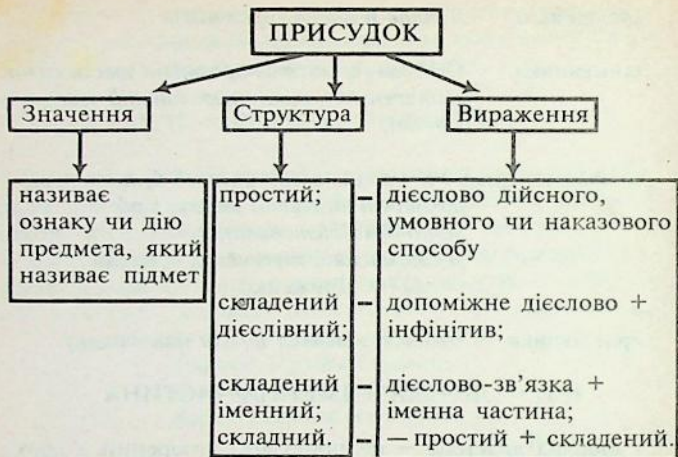 ПРИСУДОК
Значення Структура Вираження
називає
ознаку чи дію
предмета, який
називає підмет
простий; – дієслово дійсного,
умовного чи наказового
способу
складений – допоміжне дієслово +
дієслівний; інфінітив;
складений – дієслово-зв'язка +
іменний; іменна частина;
складний. – — простий + складений.